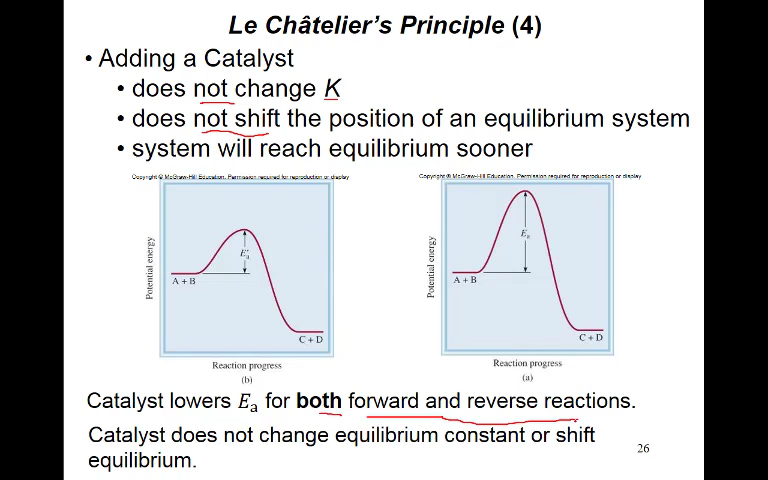 Le Châtelier's Principle (4)
• Adding a Catalyst
• does not change K
• does not shift the position of an equilibrium system
• system will reach equilibrium sooner
Copyright © McGraw-Hill Education. Permission required for reproduction or display
Potential energy
E'a
A + B
C + D
Reaction progress
(b)
Copyright © McGraw-Hill Education. Permission required for reproduction or display
Potential energy
Ea
A + B
C + D
Reaction progress
(a)
Catalyst lowers Ea for both forward and reverse reactions.
Catalyst does not change equilibrium constant or shift
equilibrium.
26